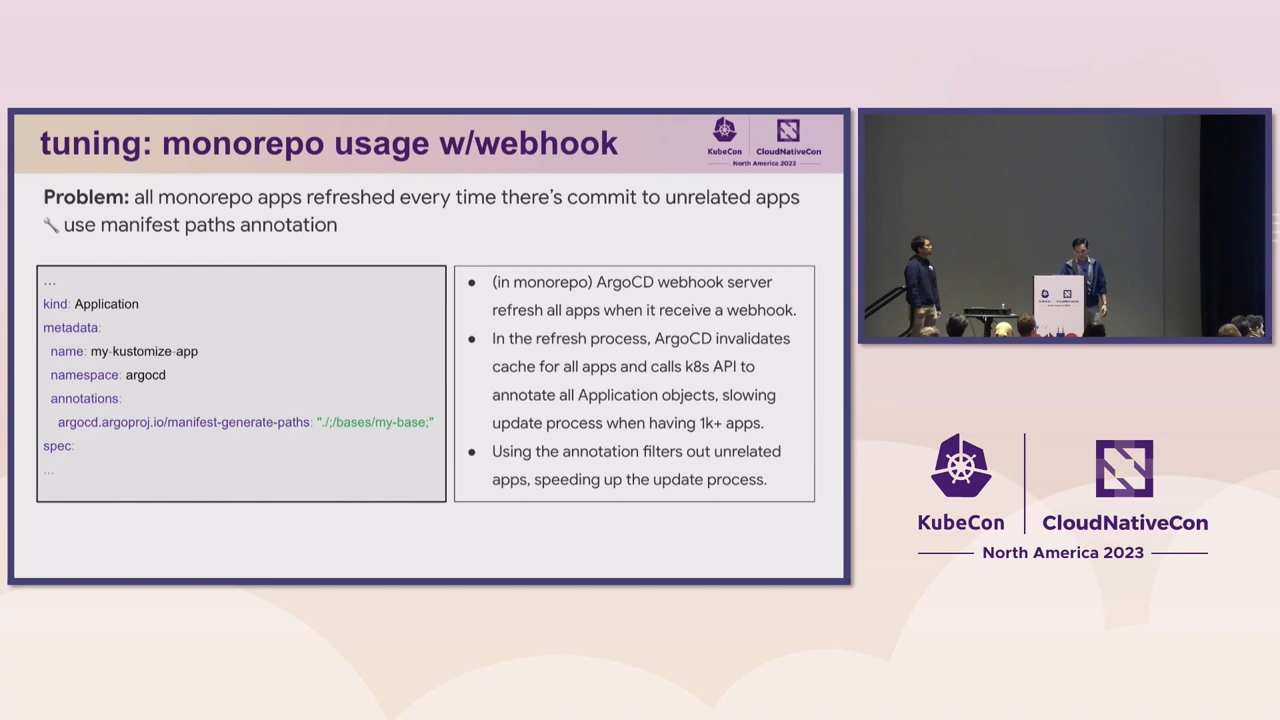 tuning: monorepo usage w/webhook
KubeCon
CloudNativeCon
North America 2023
Problem: all monorepo apps refreshed every time there’s commit to unrelated apps
🔧 use manifest paths annotation
…
kind: Application
metadata:
name: my-kustomize-app
namespace: argocd
annotations:
argocd.argoproj.io/manifest-generate-paths: "./;/bases/my-base;"
spec:
…
● (in monorepo) ArgoCD webhook server
refresh all apps when it receive a webhook.
● In the refresh process, ArgoCD invalidates
cache for all apps and calls k8s API to
annotate all Application objects, slowing
update process when having 1k+ apps.
● Using the annotation filters out unrelated
apps, speeding up the update process.
KubeCon
CloudNativeCon
North America 2023